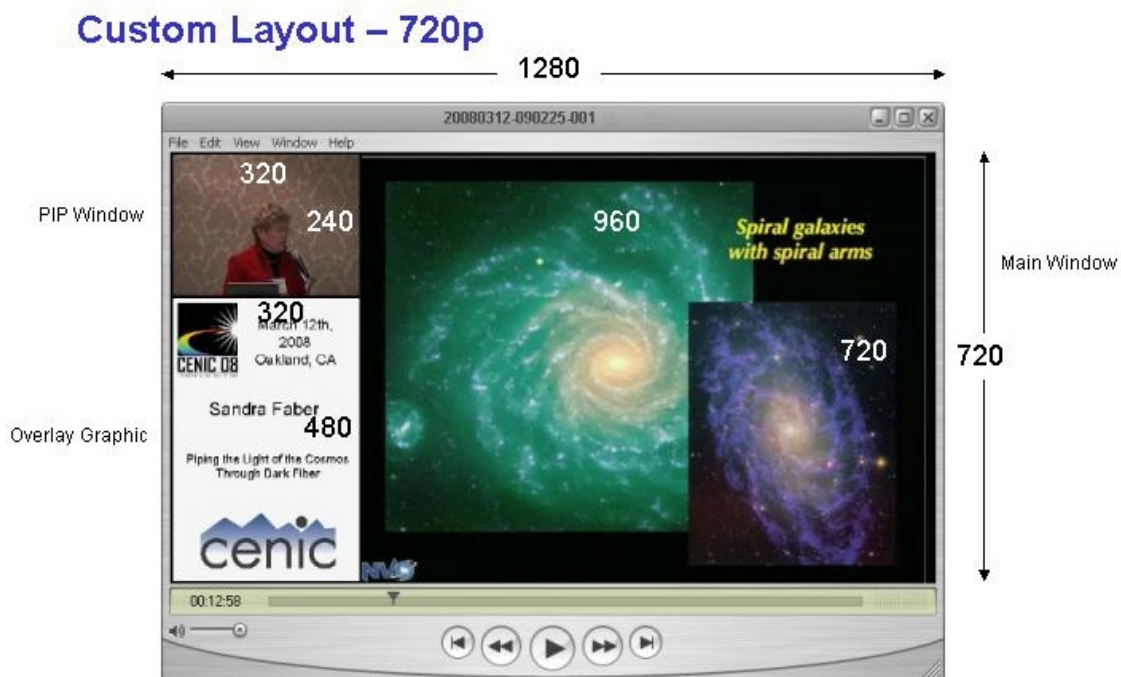 Custom Layout – 720p
1280
20080312-090225-001
File Edit View Window Help
PIP Window
320
240
960
Spiral galaxies
with spiral arms
Main Window
320
March 12th,
2008
Oakland, CA
CENIC 08
720
720
Sandra Faber
480
Overlay Graphic
Piping the Light of the Cosmos
Through Dark Fiber
cenic
NVO
00:12:58